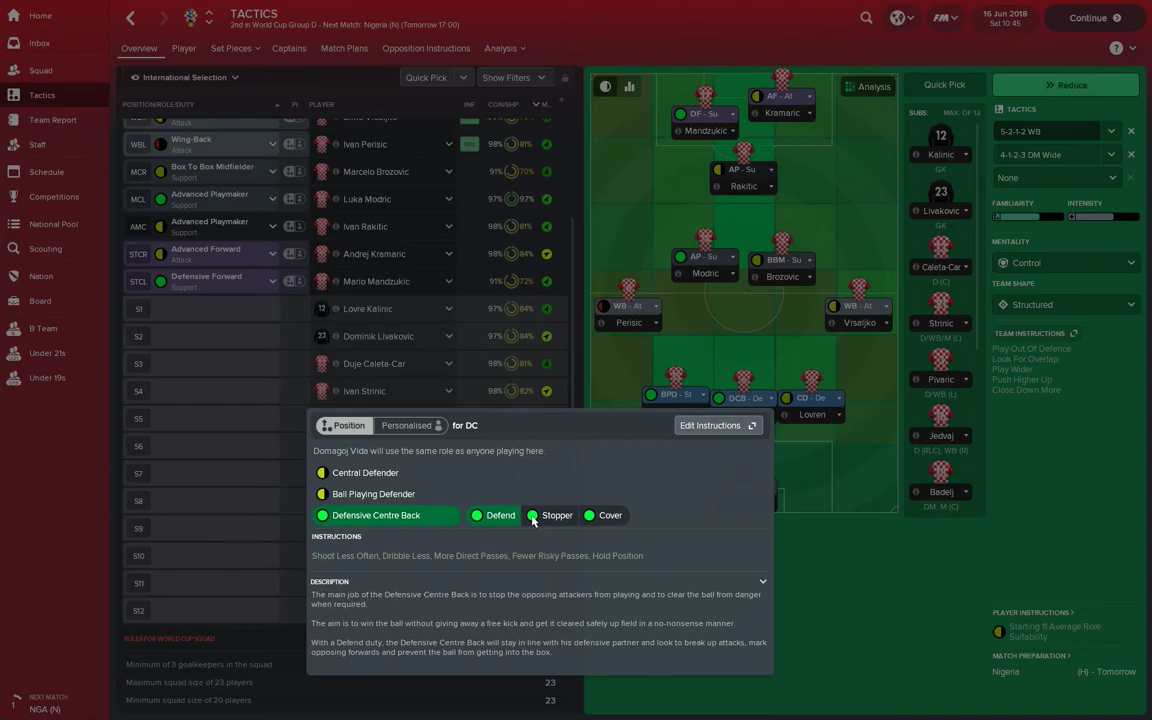 Home
Inbox
Squad
Tactics
Team Report
Staff
Schedule
Competitions
National Pool
Scouting
Nation
Board
B Team
Under 21s
Under 19s
1
NEXT MATCH
NGA (N)
TACTICS
2nd in World Cup Group D - Next Match: Nigeria (N) (Tomorrow 17:00)
FM
16 Jun 2018
Sat 10:45
Continue
Overview
Player
Set Pieces
Captains
Match Plans
Opposition Instructions
Analysis
?
International Selection
Quick Pick
Show Filters
POSITION/ROLE/DUTY
PI
PLAYER
INF
CON/SHP
M..
98% 81%
WBL Wing-Back Attack Ivan Perisic Wnt 98% 81%
MCR Box To Box Midfielder Support Marcelo Brozovic 91% 70%
MCL Advanced Playmaker Support Luka Modric 97% 97%
AMC Advanced Playmaker Support Ivan Rakitic 98% 81%
STCR Advanced Forward Attack Andrej Kramaric 98% 84%
STCL Defensive Forward Support Mario Mandzukic 91% 72%
S1 12 Lovre Kalinic 97% 84%
S2 23 Dominik Livakovic 97% 84%
S3 Duje Caleta-Car 98% 84%
S4 Ivan Strinic 98% 82%
S5
S6
S7
S8
S9
S10
S11
S12
RULES FOR WORLD CUP SQUAD
Minimum of 3 goalkeepers in the squad
Maximum squad size of 23 players 23
Minimum squad size of 20 players 23
Analysis
DF - Su
Mandzukic
AF - At
Kramaric
AP - Su
Rakitic
AP - Su
Modric
BBM - Su
Brozovic
WB - At
Perisic
WB - At
Vrsaljko
BPD - St
DCB - De
CD - De
Lovren
Position
Personalised
for DC
Edit Instructions
Domagoj Vida will use the same role as anyone playing here.
Central Defender
Ball Playing Defender
Defensive Centre Back
Defend
Stopper
Cover
INSTRUCTIONS
Shoot Less Often, Dribble Less, More Direct Passes, Fewer Risky Passes, Hold Position
DESCRIPTION
The main job of the Defensive Centre Back is to stop the opposing attackers from playing and to clear the ball from danger
when required.
The aim is to win the ball without giving away a free kick and get it cleared safely up field in a no-nonsense manner.
With a Defend duty, the Defensive Centre Back will stay in line with his defensive partner and look to break up attacks, mark
opposing forwards and prevent the ball from getting into the box.
Quick Pick
SUBS: MAX. OF 12
12
Kalinic
GK
23
Livakovic
GK
Caleta-Car
D (C)
Strinic
D/WB/M (L)
Pivaric
D/WB (L)
Jedvaj
D (RLC), WB (R)
Badelj
DM, M (C)
Reduce
TACTICS
5-2-1-2 WB
4-1-2-3 DM Wide
None
FAMILIARITY
INTENSITY
MENTALITY
Control
TEAM SHAPE
Structured
TEAM INSTRUCTIONS
Play Out Of Defence
Look For Overlap
Play Wider
Push Higher Up
Close Down More
PLAYER INSTRUCTIONS >
Starting 11 Average Role
Suitability
MATCH PREPARATION >
Nigeria
(H) - Tomorrow